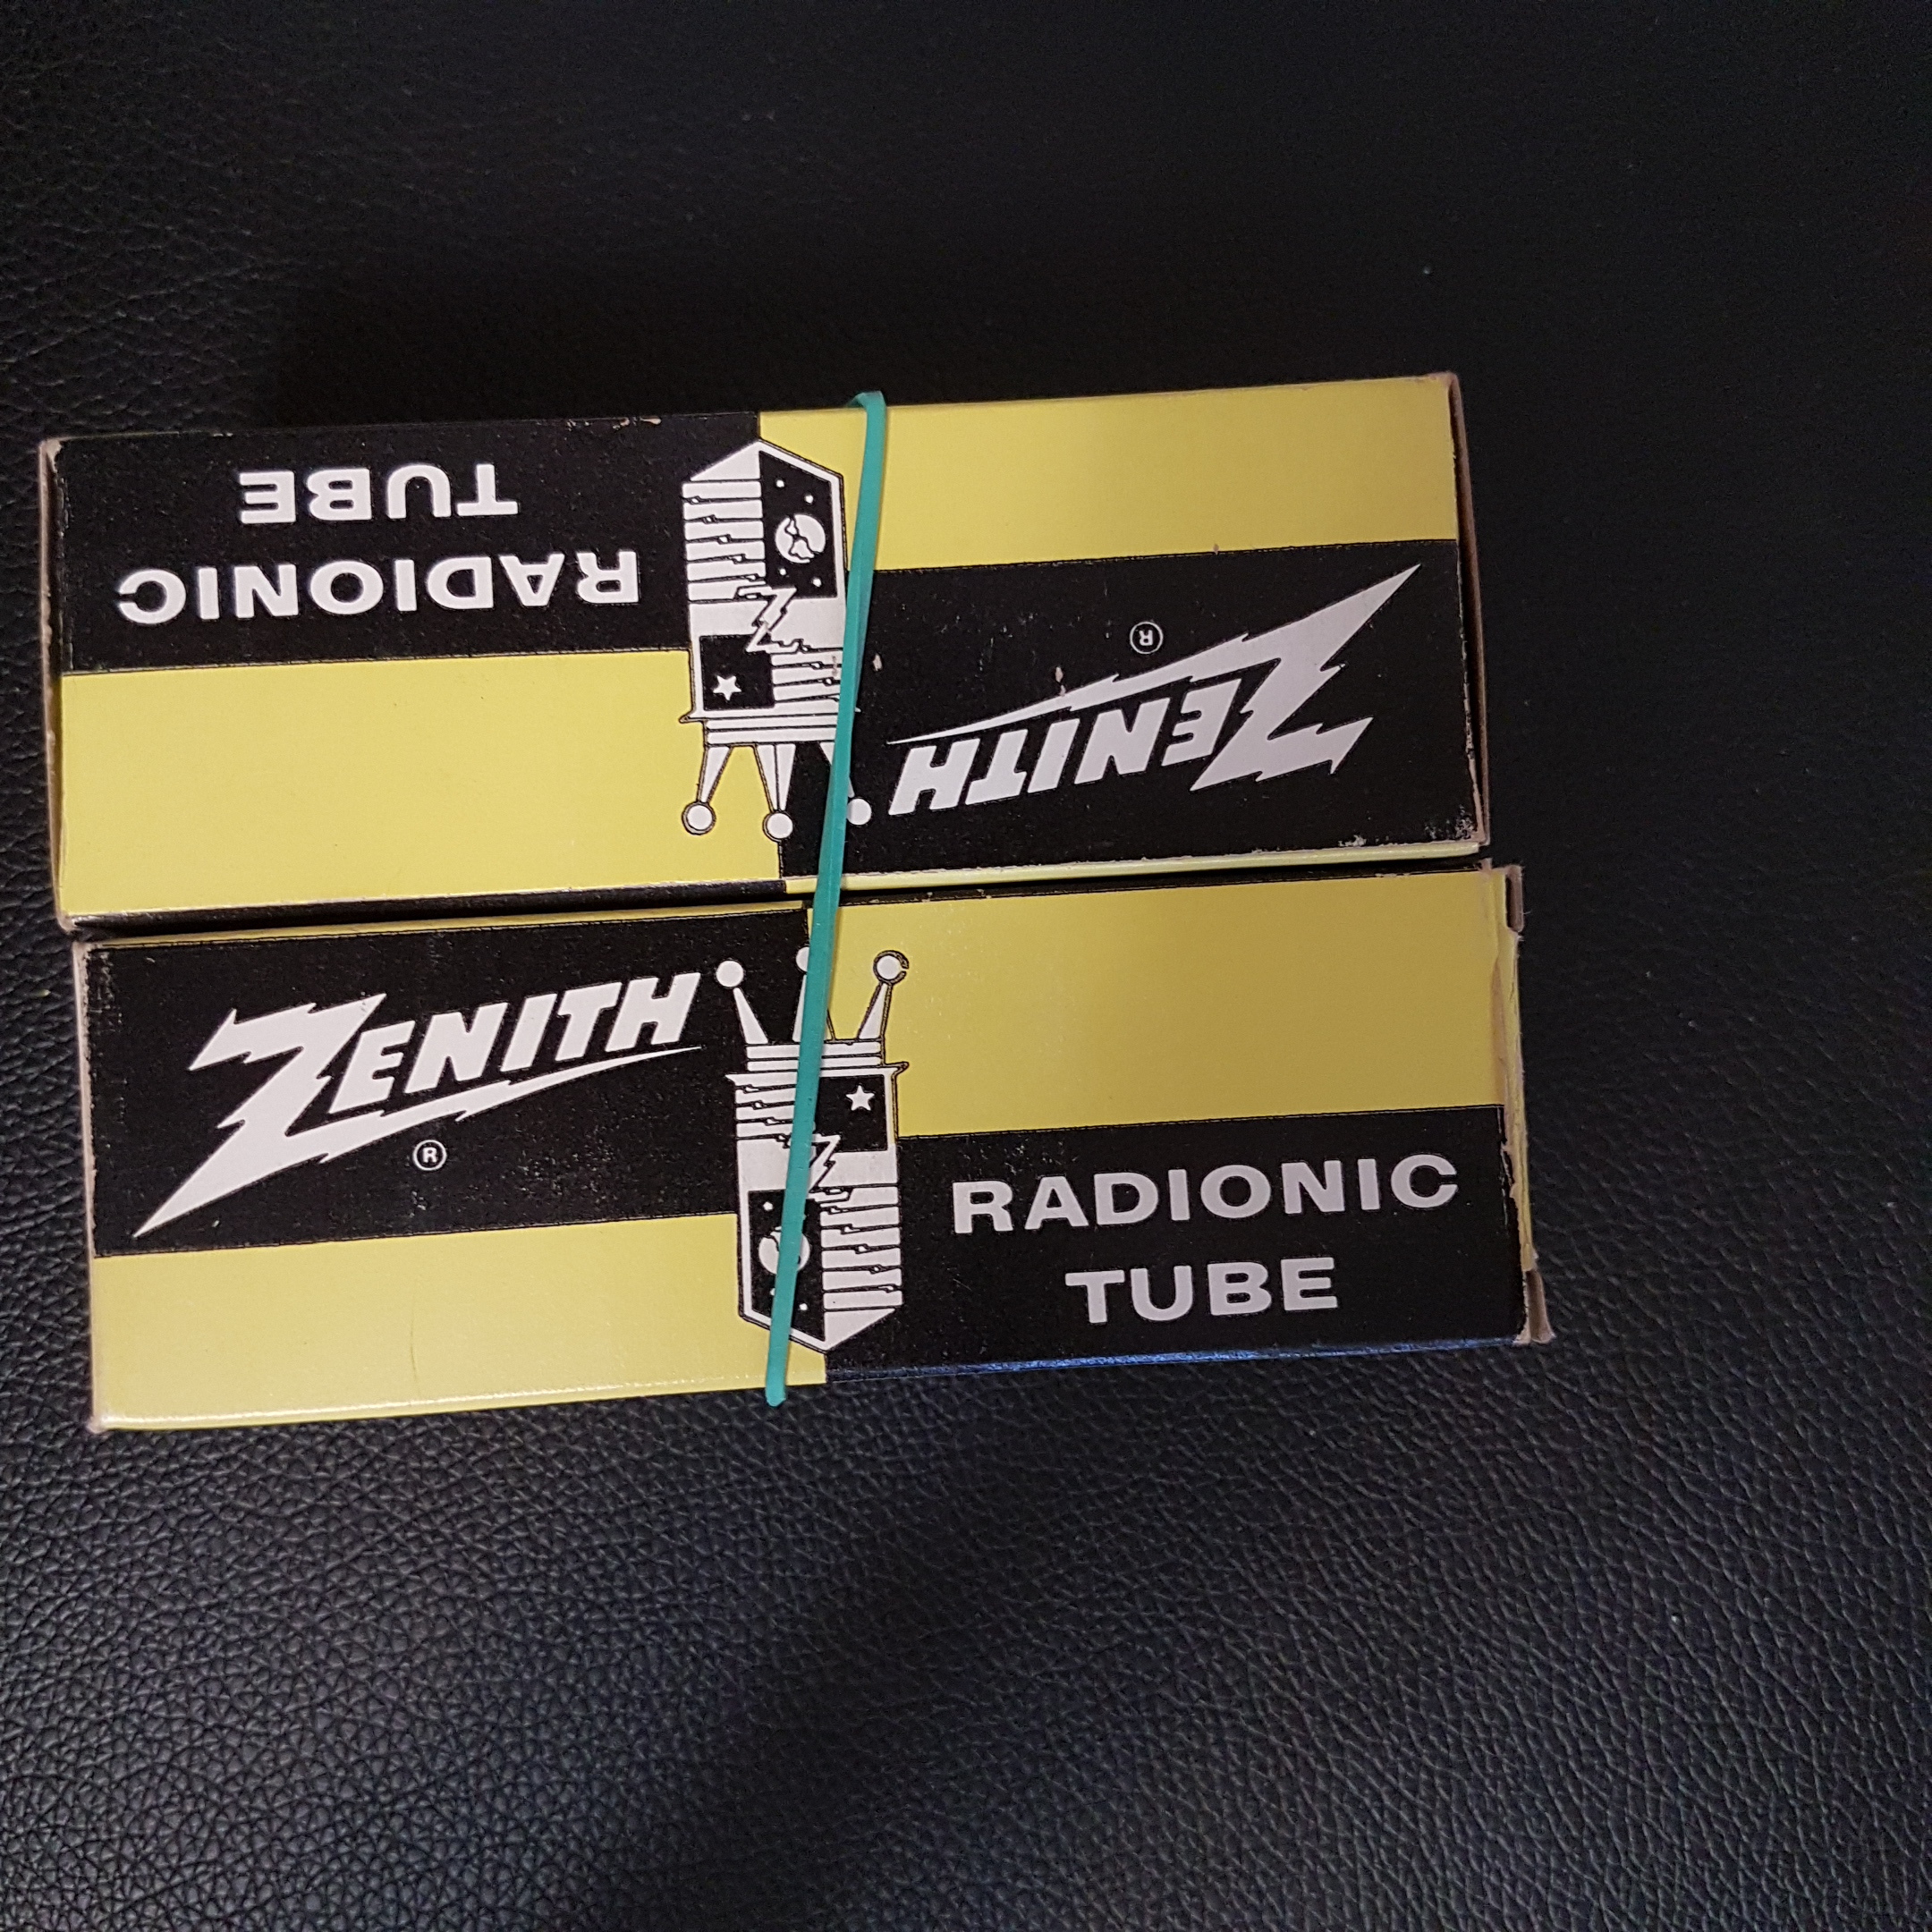 RADIONIC
TUBE
ZENITH
®
ZENITH
®
RADIONIC
TUBE